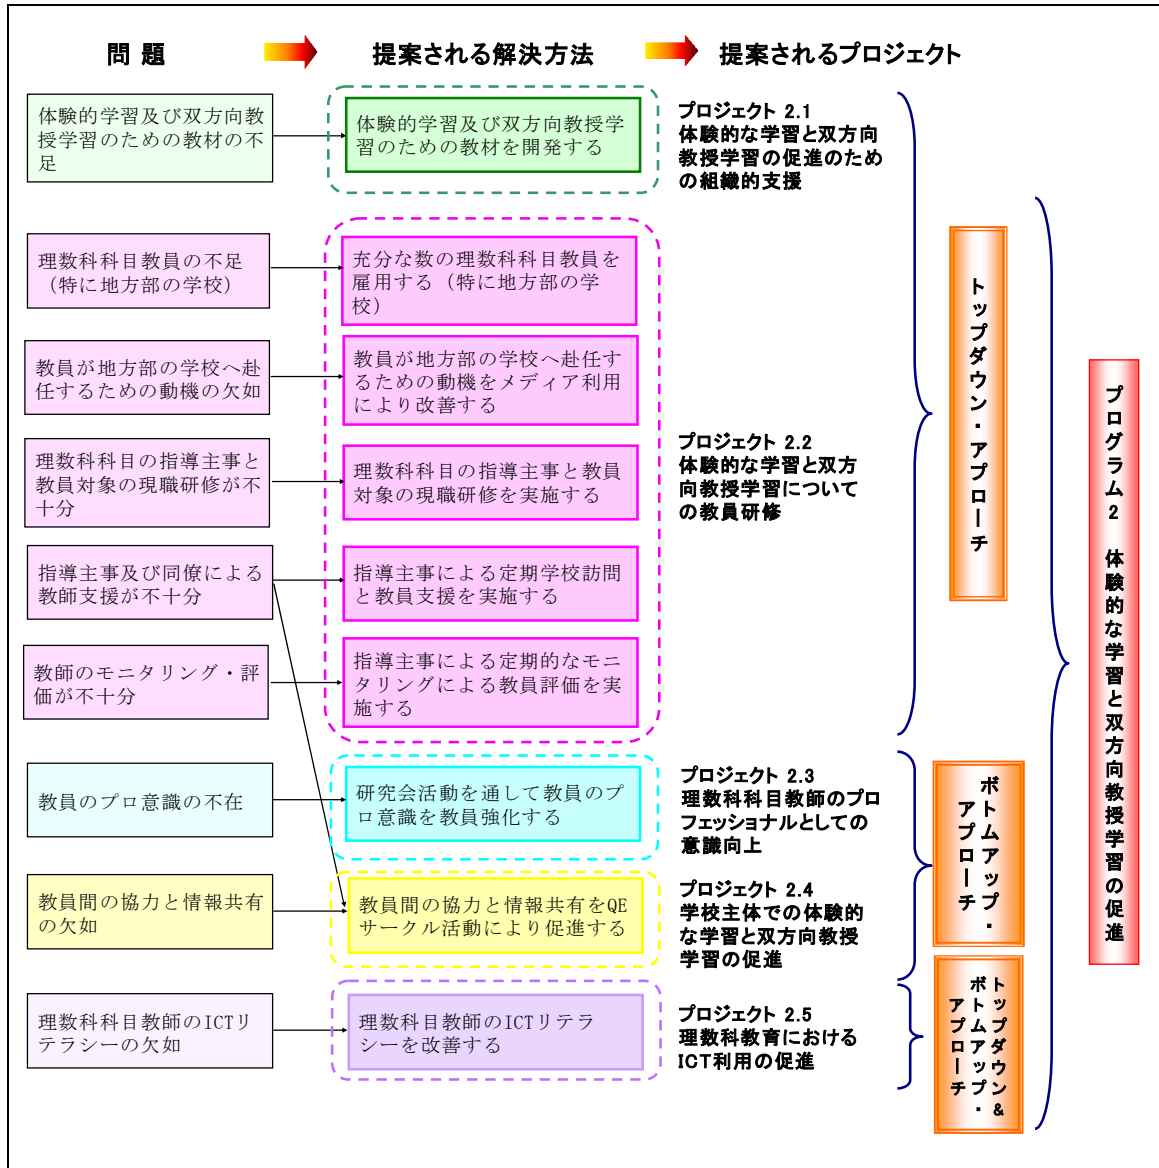 問 題
提案される解決方法
提案されるプロジェクト
体験的学習及び双方向教
授学習のための教材の不
足
体験的学習及び双方向教授学
習のための教材を開発する
プロジェクト 2.1
体験的な学習と双方向
教授学習の促進のため
の組織的支援
理数科科目教員の不足
（特に地方部の学校）
充分な数の理数科科目教員を
雇用する（特に地方部の学
校）
教員が地方部の学校へ赴
任するための動機の欠如
教員が地方部の学校へ赴任す
るための動機をメディア利用
により改善する
理数科科目の指導主事と
教員対象の現職研修が不
十分
理数科科目の指導主事と教員
対象の現職研修を実施する
プロジェクト 2.2
体験的な学習と双方
向教授学習について
の教員研修
指導主事及び同僚による
教師支援が不十分
指導主事による定期学校訪問
と教員支援を実施する
教師のモニタリング・評
価が不十分
指導主事による定期的なモニ
タリングによる教員評価を実
施する
教員のプロ意識の不在
研究会活動を通して教員のプ
ロ意識を教員強化する
プロジェクト 2.3
理数科科目教師のプロ
フェッショナルとしての
意識向上
教員間の協力と情報共有
の欠如
教員間の協力と情報共有をQE
サークル活動により促進する
プロジェクト 2.4
学校主体での体験的
な学習と双方向教授
学習の促進
理数科科目教師のICTリ
テラシーの欠如
理数科目教師のICTリテラ
シーを改善する
プロジェクト 2.5
理数科教育における
ICT利用の促進
トップダウン・アプローチ
ボトムアップ・
アプローチ
トップダウン&
ボトムアップ・
アプローチ
プログラム2 体験的な学習と双方向教授学習の促進